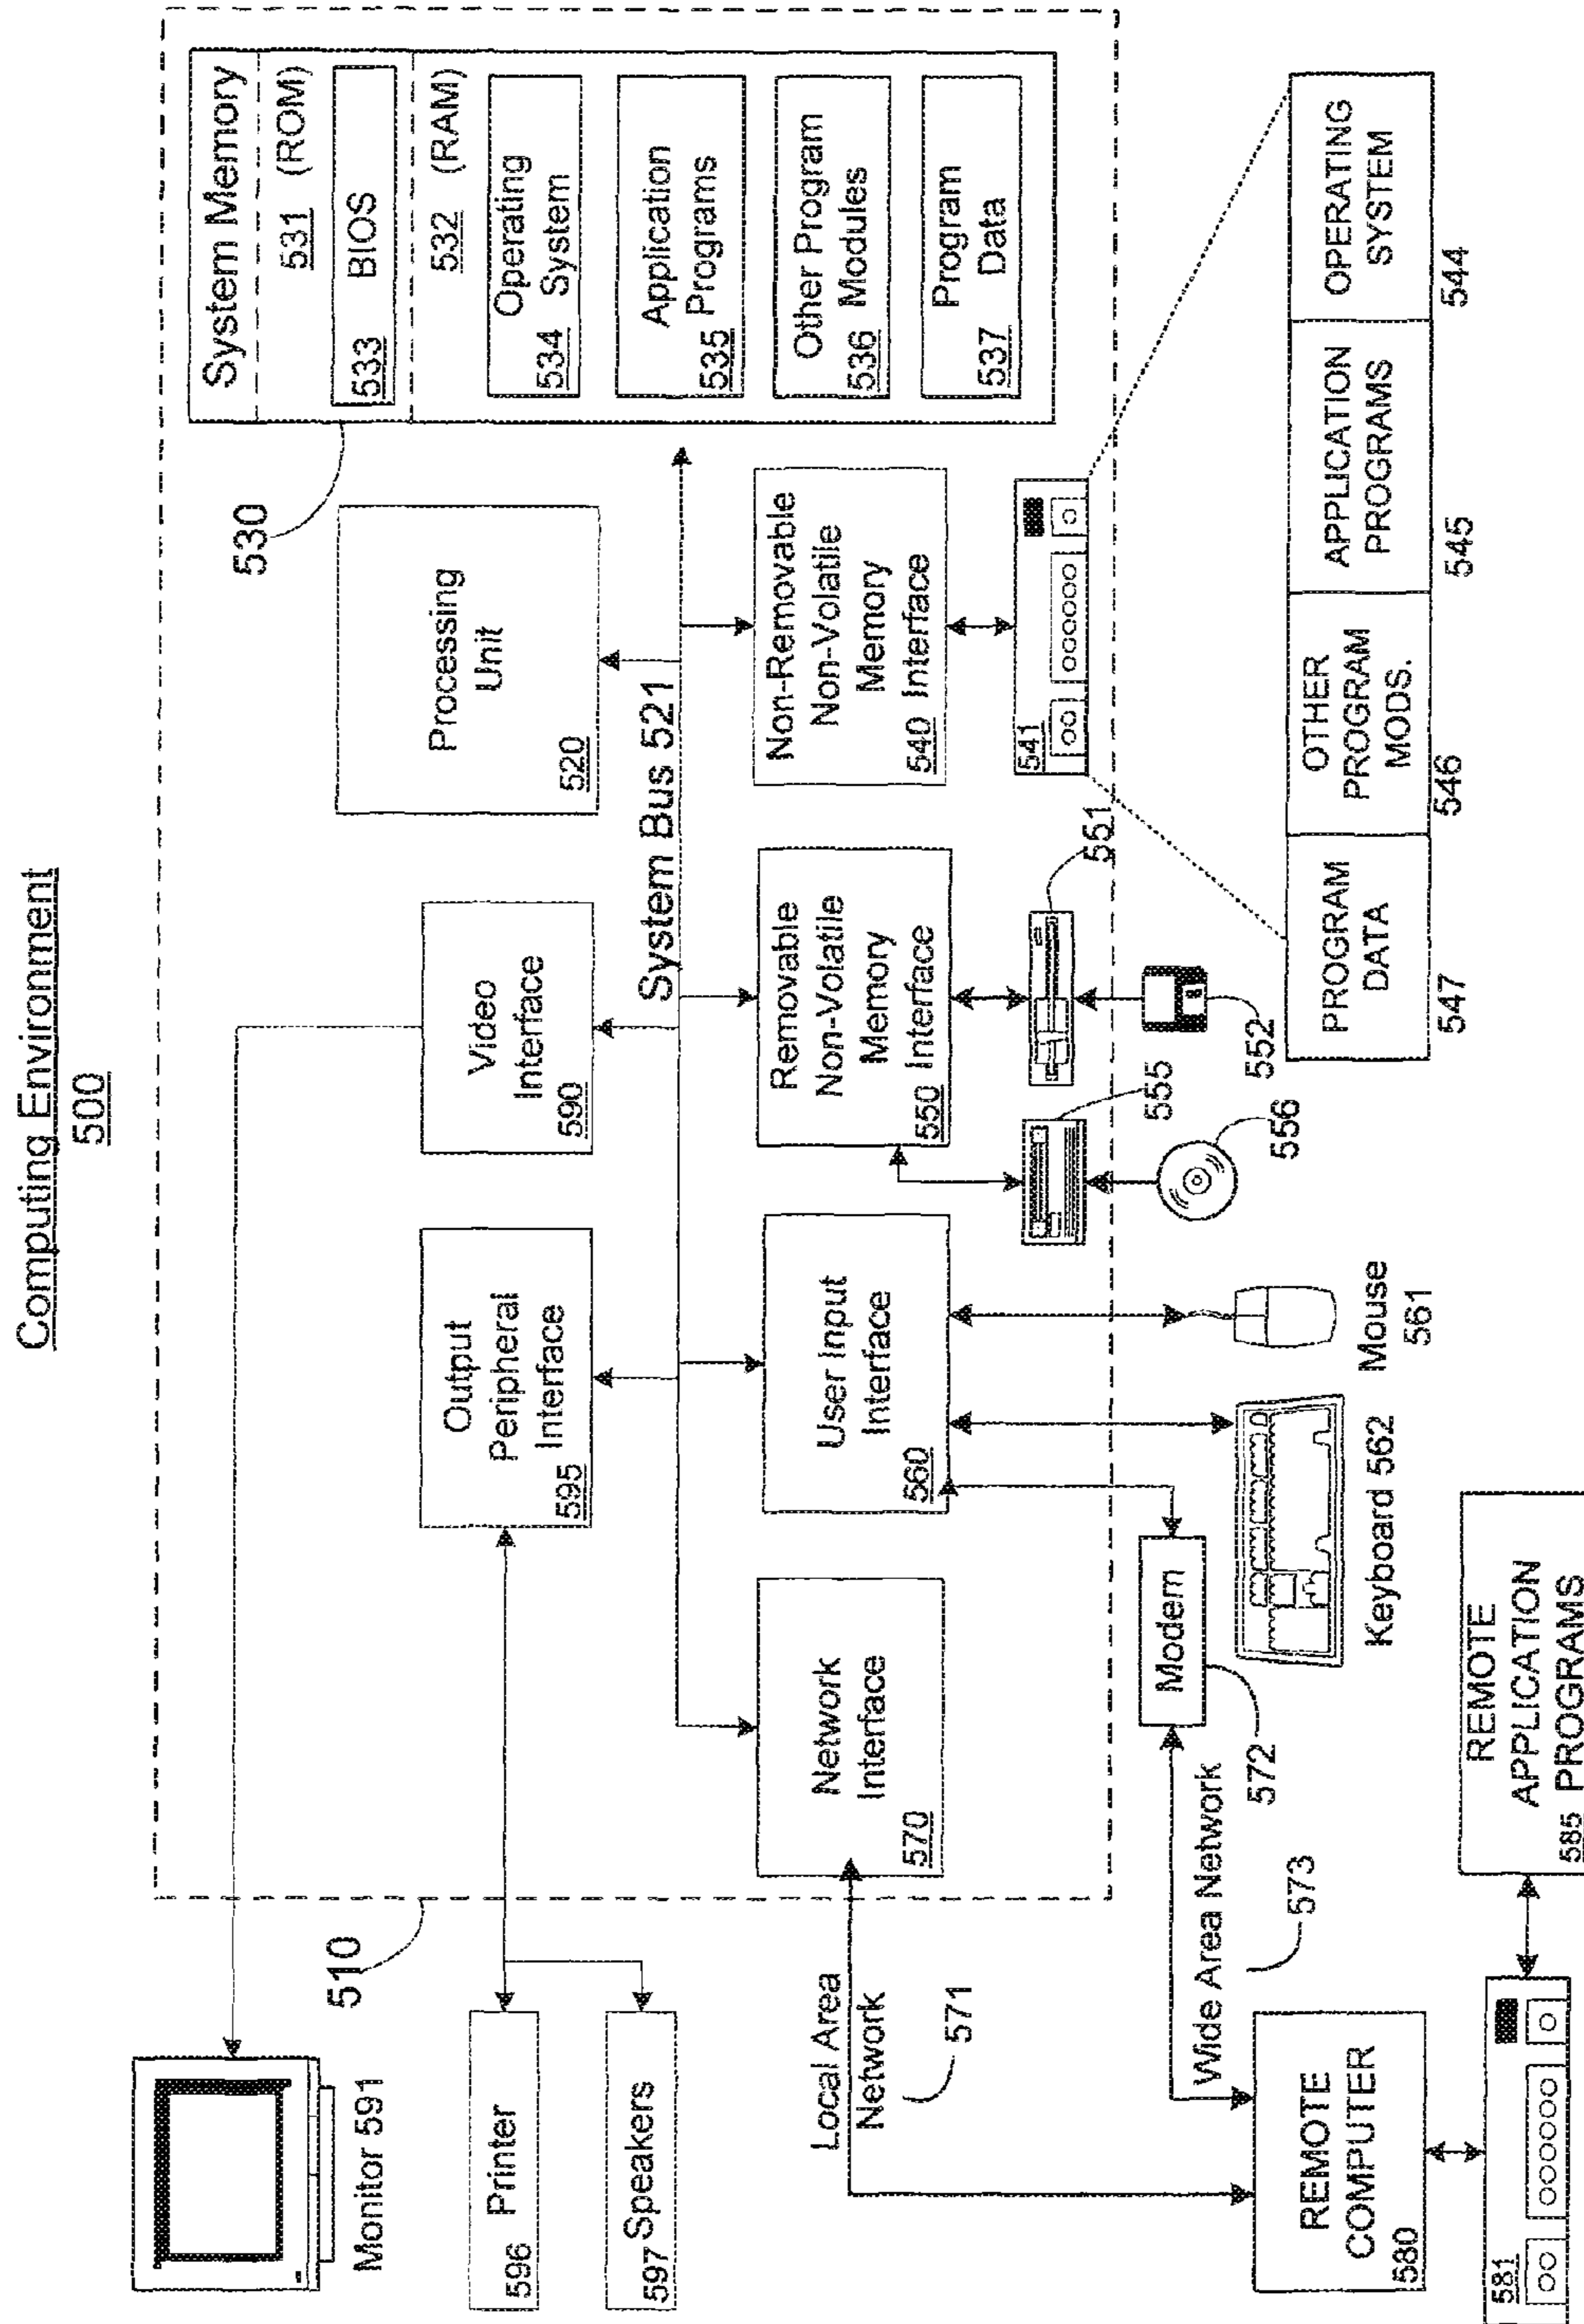 Computing Environment
500
Monitor 591
596 Printer
597 Speakers
510
Output
Peripheral
Interface
595
Video
Interface
590
Processing
Unit
520
530
System Memory
531 (ROM)
533 BIOS
532 (RAM)
Operating
534 System
Application
535 Programs
Other Program
536 Modules
Program
537 Data
System Bus 521
Local Area
Network
571
Network
Interface
570
User Input
Interface
560
Removable
Non-Volatile
Memory
550 Interface
Non-Removable
Non-Volatile
Memory
540 Interface
541
551
552
555
556
Wide Area Network
573
Modem
572
Keyboard 562
Mouse
561
REMOTE
COMPUTER
580
581
REMOTE
APPLICATION
585 PROGRAMS
PROGRAM
DATA
547
OTHER
PROGRAM
MODS.
546
APPLICATION
PROGRAMS
545
OPERATING
SYSTEM
544